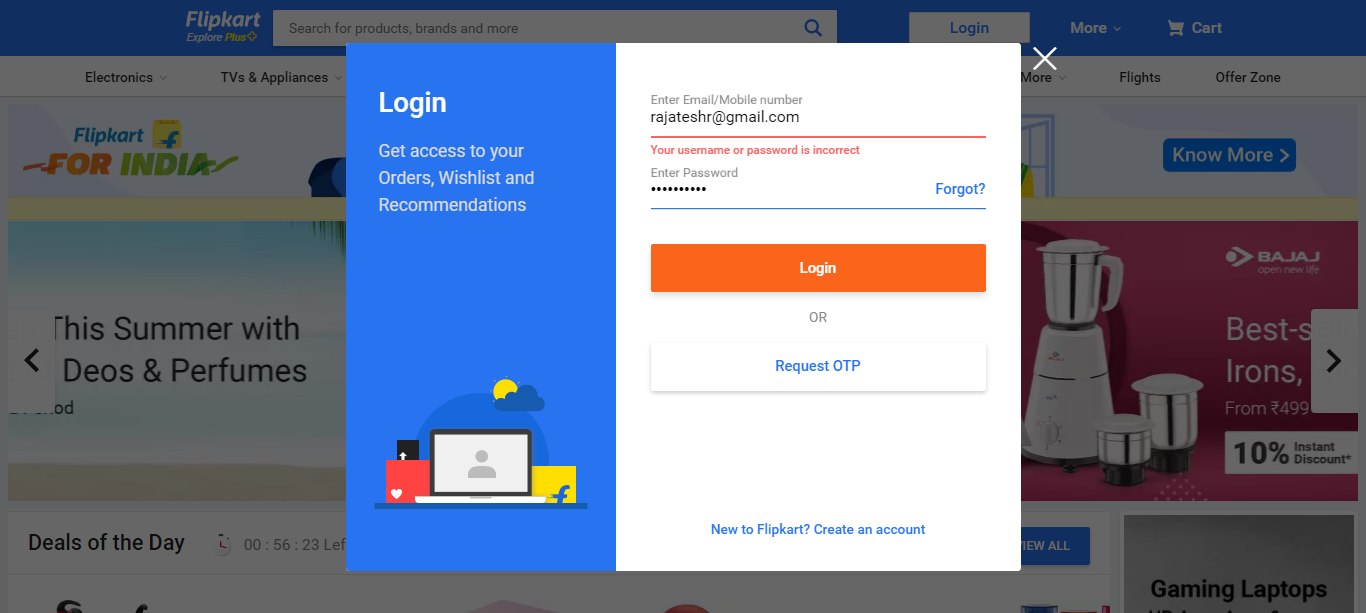 Flipkart
Explore Plus
Search for products, brands and more
Login
More
Cart
Electronics
TVs & Appliances
More
Flights
Offer Zone
Flipkart
FOR INDIA
Know More
Login
Get access to your
Orders, Wishlist and
Recommendations
Enter Email/Mobile number
rajateshr@gmail.com
Your username or password is incorrect
Enter Password
••••••••••
Forgot?
Login
OR
Request OTP
New to Flipkart? Create an account
This Summer with
Deos & Perfumes
BAJAJ
open new life
Best-s
Irons,
From ₹499
10% Instant
Discount*
Deals of the Day
00 : 56 : 23 Lef
VIEW ALL
Gaming Laptops